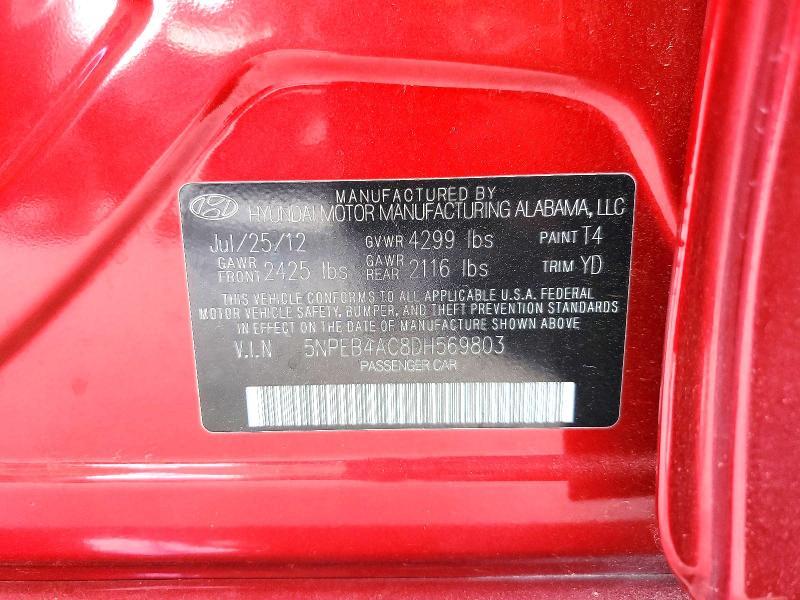 MANUFACTURED BY
HYUNDAI MOTOR MANUFACTURING ALABAMA, LLC
Jul/25/12 GVWR 4299 lbs PAINT T4
GAWR FRONT 2425 lbs GAWR REAR 2116 lbs TRIM YD
THIS VEHICLE CONFORMS TO ALL APPLICABLE U.S.A. FEDERAL
MOTOR VEHICLE SAFETY, BUMPER, AND THEFT PREVENTION STANDARDS
IN EFFECT ON THE DATE OF MANUFACTURE SHOWN ABOVE
V.I.N 5NPEB4AC8DH569803
PASSENGER CAR